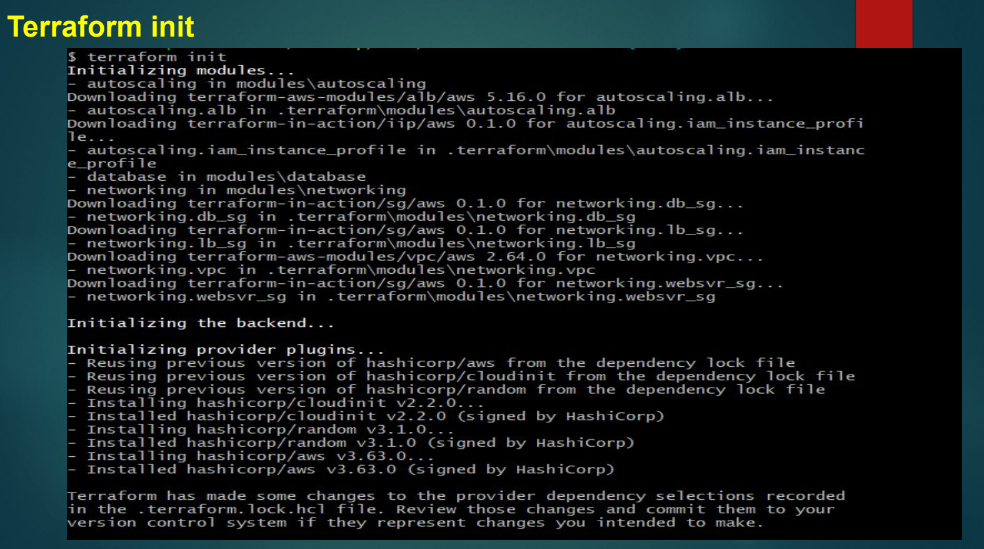 Terraform init
$ terraform init
Initializing modules...
- autoscaling in modules\autoscaling
Downloading terraform-aws-modules/alb/aws 5.16.0 for autoscaling.alb...
- autoscaling.alb in .terraform\modules\autoscaling.alb
Downloading terraform-in-action/iip/aws 0.1.0 for autoscaling.iam_instance_profi
le...
- autoscaling.iam_instance_profile in .terraform\modules\autoscaling.iam_instanc
e_profile
- database in modules\database
- networking in modules\networking
Downloading terraform-in-action/sg/aws 0.1.0 for networking.db_sg...
- networking.db_sg in .terraform\modules\networking.db_sg
Downloading terraform-in-action/sg/aws 0.1.0 for networking.lb_sg...
- networking.lb_sg in .terraform\modules\networking.lb_sg
Downloading terraform-aws-modules/vpc/aws 2.64.0 for networking.vpc...
- networking.vpc in .terraform\modules\networking.vpc
Downloading terraform-in-action/sg/aws 0.1.0 for networking.websvr_sg...
- networking.websvr_sg in .terraform\modules\networking.websvr_sg
Initializing the backend...
Initializing provider plugins...
- Reusing previous version of hashicorp/aws from the dependency lock file
- Reusing previous version of hashicorp/cloudinit from the dependency lock file
- Reusing previous version of hashicorp/random from the dependency lock file
- Installing hashicorp/cloudinit v2.2.0...
- Installed hashicorp/cloudinit v2.2.0 (signed by HashiCorp)
- Installing hashicorp/random v3.1.0...
- Installed hashicorp/random v3.1.0 (signed by HashiCorp)
- Installing hashicorp/aws v3.63.0...
- Installed hashicorp/aws v3.63.0 (signed by HashiCorp)
Terraform has made some changes to the provider dependency selections recorded
in the .terraform.lock.hcl file. Review those changes and commit them to your
version control system if they represent changes you intended to make.